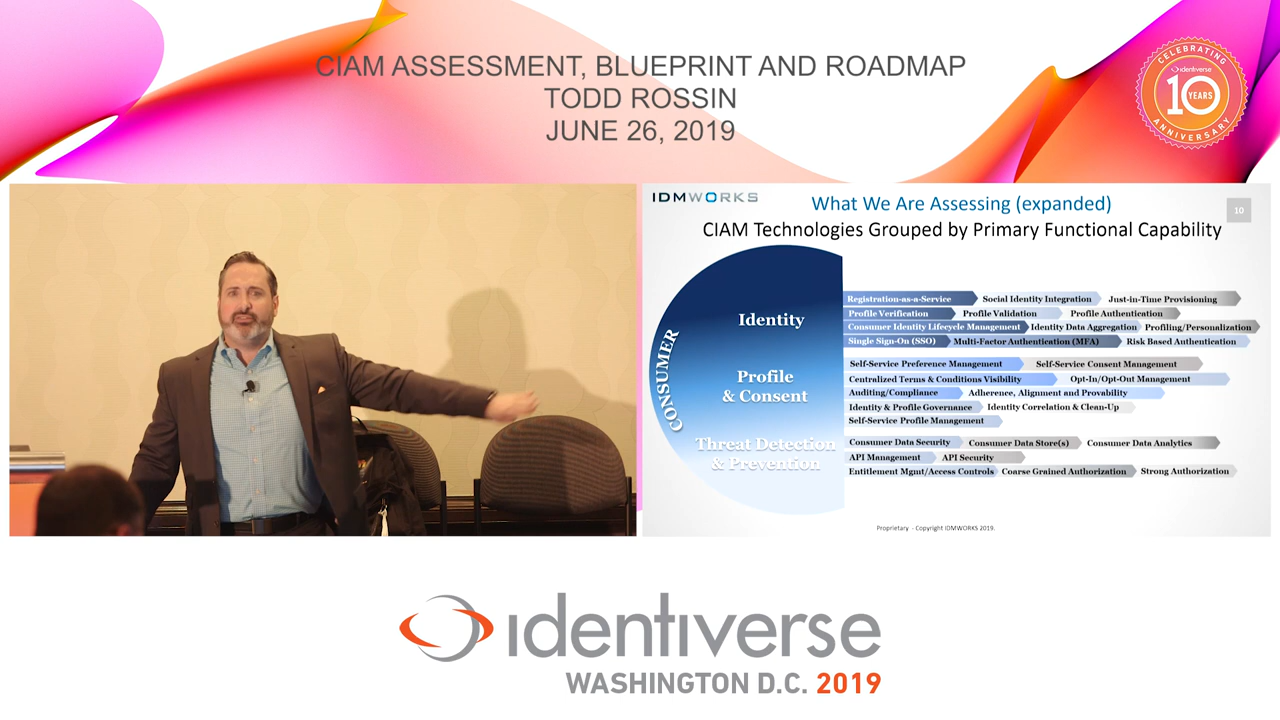 CIAM ASSESSMENT, BLUEPRINT AND ROADMAP
TODD ROSSIN
JUNE 26, 2019
CELEBRATING
identiverse
10 YEARS
ANNIVERSARY
IDMWORKS
What We Are Assessing (expanded)
10
CIAM Technologies Grouped by Primary Functional Capability
CONSUMER
Identity
Profile
& Consent
Threat Detection
& Prevention
Registration-as-a-Service Social Identity Integration Just-in-Time Provisioning
Profile Verification Profile Validation Profile Authentication
Consumer Identity Lifecycle Management Identity Data Aggregation Profiling/Personalization
Single Sign-On (SSO) Multi-Factor Authentication (MFA) Risk Based Authentication
Self-Service Preference Management Self-Service Consent Management
Centralized Terms & Conditions Visibility Opt-In/Opt-Out Management
Auditing/Compliance Adherence, Alignment and Provability
Identity & Profile Governance Identity Correlation & Clean-Up
Self-Service Profile Management
Consumer Data Security Consumer Data Store(s) Consumer Data Analytics
API Management API Security
Entitlement Mgmt/Access Controls Coarse Grained Authorization Strong Authorization
Proprietary - Copyright IDMWORKS 2019.
identiverse
WASHINGTON D.C. 2019